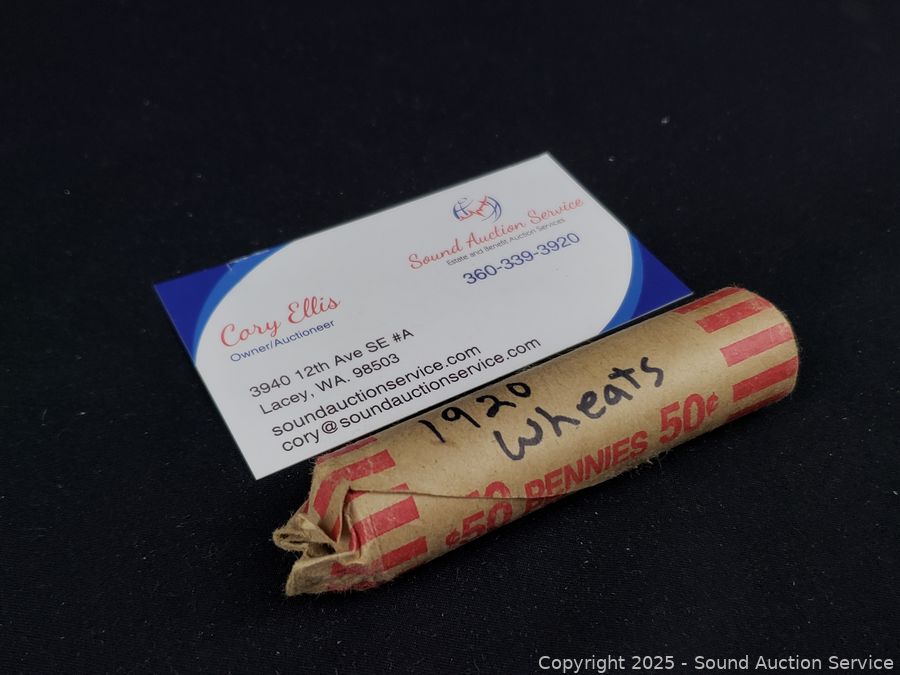 Sound Auction Service
Estate and Benefit Auction Services
360-339-3920
Cory Ellis
Owner/Auctioneer
3940 12th Ave SE #A
Lacey, WA. 98503
soundauctionservice.com
cory@soundauctionservice.com
1920
Wheats
50 PENNIES 50¢
Copyright 2025 - Sound Auction Service